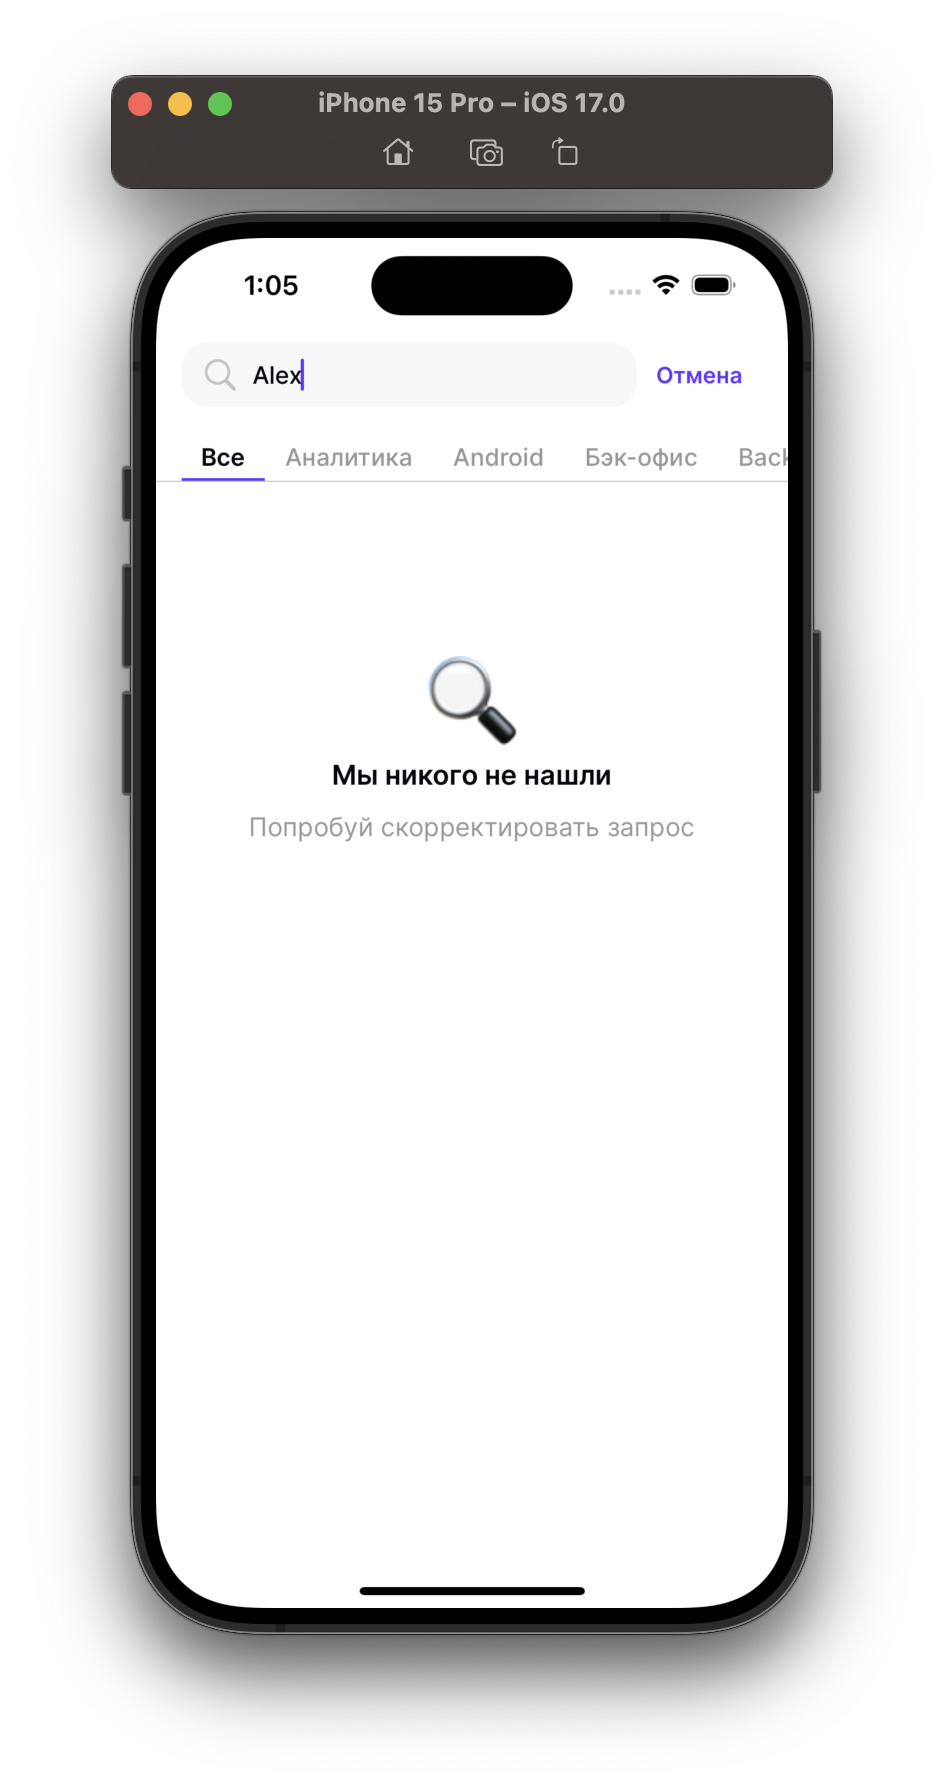 iPhone 15 Pro – iOS 17.0
1:05
Alex
Отмена
Все Аналитика Android Бэк-офис Back
Мы никого не нашли
Попробуй скорректировать запрос